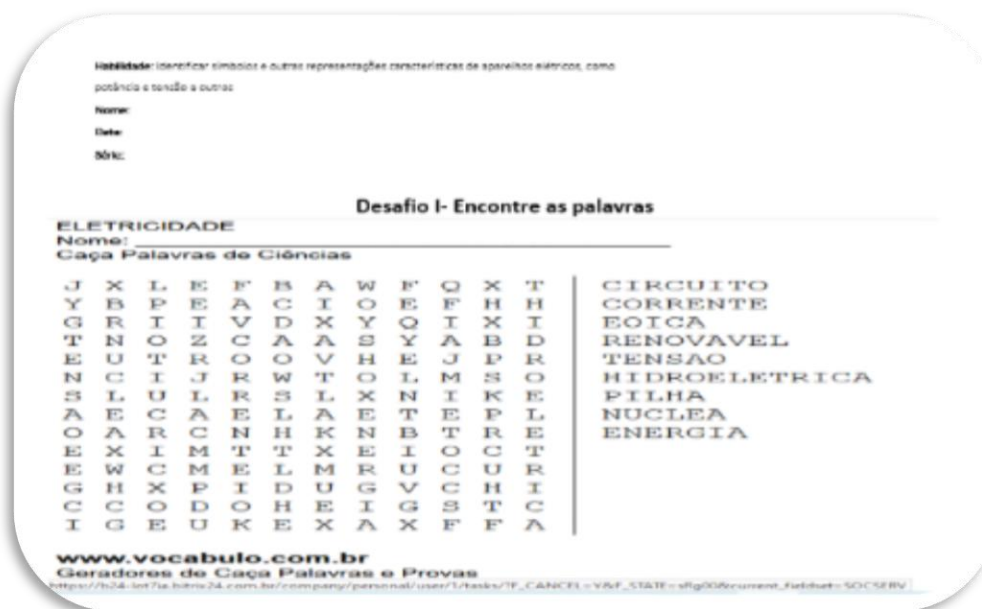 Habilidade: Identificar símbolos e outras representações características de aparelhos elétricos, como
potência e tensão e outras
Nome:
Data:
Série:
Desafio I- Encontre as palavras
ELETRICIDADE
Nome:
Caça Palavras de Ciências
J X L E F B A W F Q X T CIRCUITO
Y B P E A C I O E F H H CORRENTE
G R I I V D X Y Q I X I EOICA
T N O Z C A A S Y A B D RENOVAVEL
E U T R O O V H E J P R TENSAO
N C I J R W T O L M S O HIDROELETRICA
S L U L R S L X N I K E PILHA
A E C A E L A E T E P L NUCLEA
O A R C N H K N B T R E ENERGIA
E X I M T T X E I O C T
E W C M E L M R U C U R
G H X P I D U G V C H I
C C O D O H E I G S T C
I G E U K E X A X F F A
www.vocabulo.com.br
Geradores de Caça Palavras e Provas